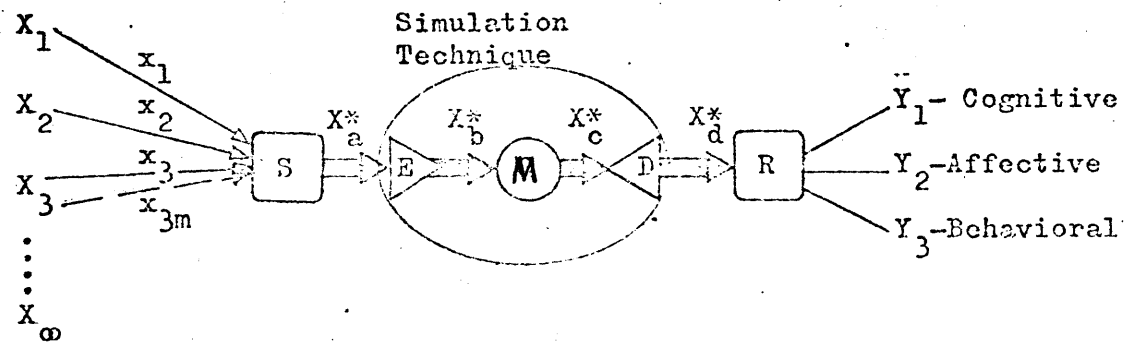 Simulation
Technique
X₁
x₁
X₂
x₂
X₃
x₃
x₃ₘ
X∞
S
X*a
E
X*b
M
X*c
D
X*d
R
Y₁- Cognitive
Y₂-Affective
Y₃-Behavioral